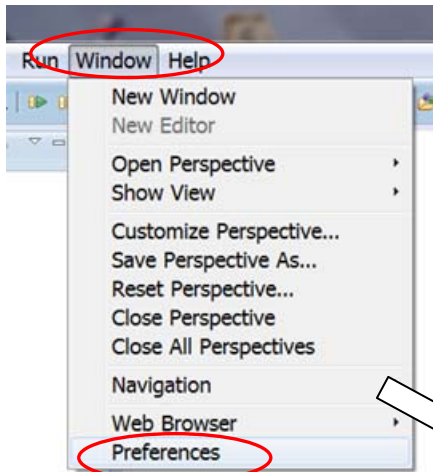 Run Window Help
New Window
New Editor
Open Perspective
Show View
Customize Perspective...
Save Perspective As...
Reset Perspective...
Close Perspective
Close All Perspectives
Navigation
Web Browser
Preferences